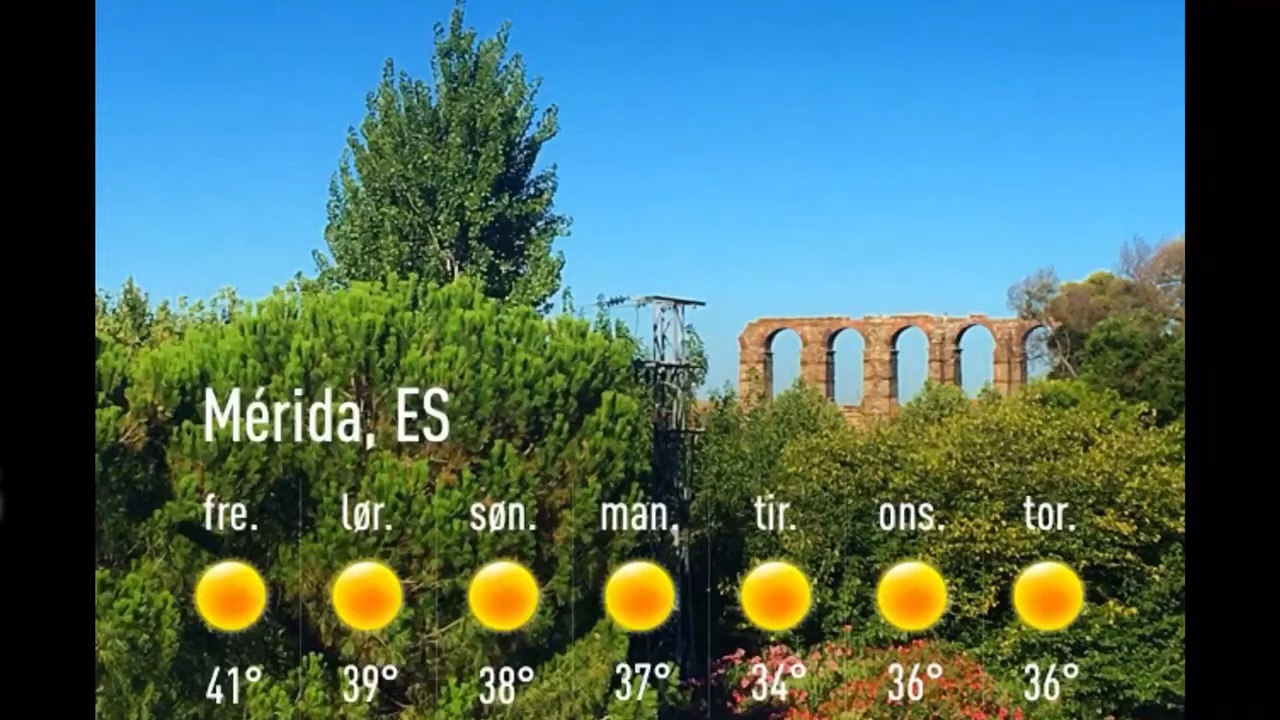 Mérida, ES
fre. lør. søn. man. tir. ons. tor.
41° 39° 38° 37° 34° 36° 36°